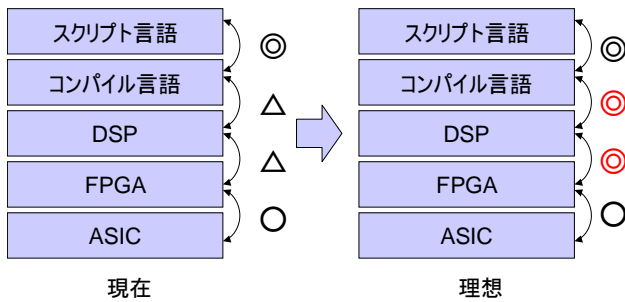 スクリプト言語
コンパイル言語
DSP
FPGA
ASIC
◎
△
△
○
現在
スクリプト言語
コンパイル言語
DSP
FPGA
ASIC
◎
◎
◎
○
理想